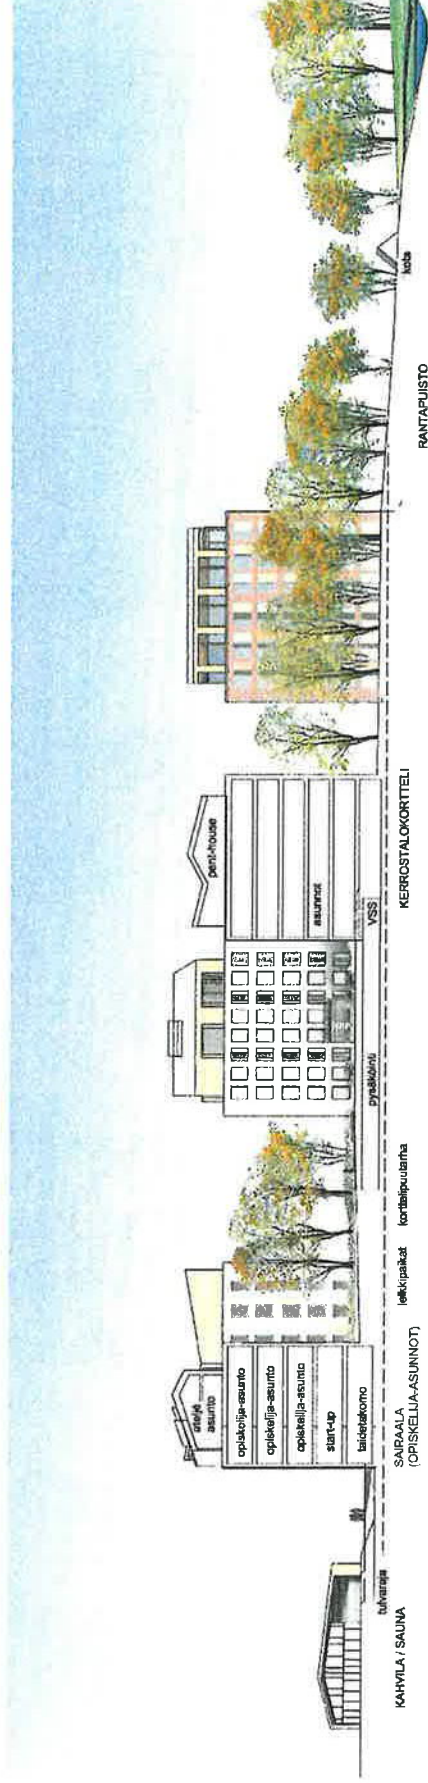 ateljé
asunto
opiskelija-asunto
opiskelija-asunto
opiskelija-asunto
start-up
taidetakomo
pent-house
asunnot
VSS
pysäköinti
tulvaraja
kota
KAHVILA / SAUNA
SAIRAALA
(OPISKELIJA-ASUNNOT)
leikkipaikat
korttelipuutarha
KERROSTALOKORTTELI
RANTAPUISTO